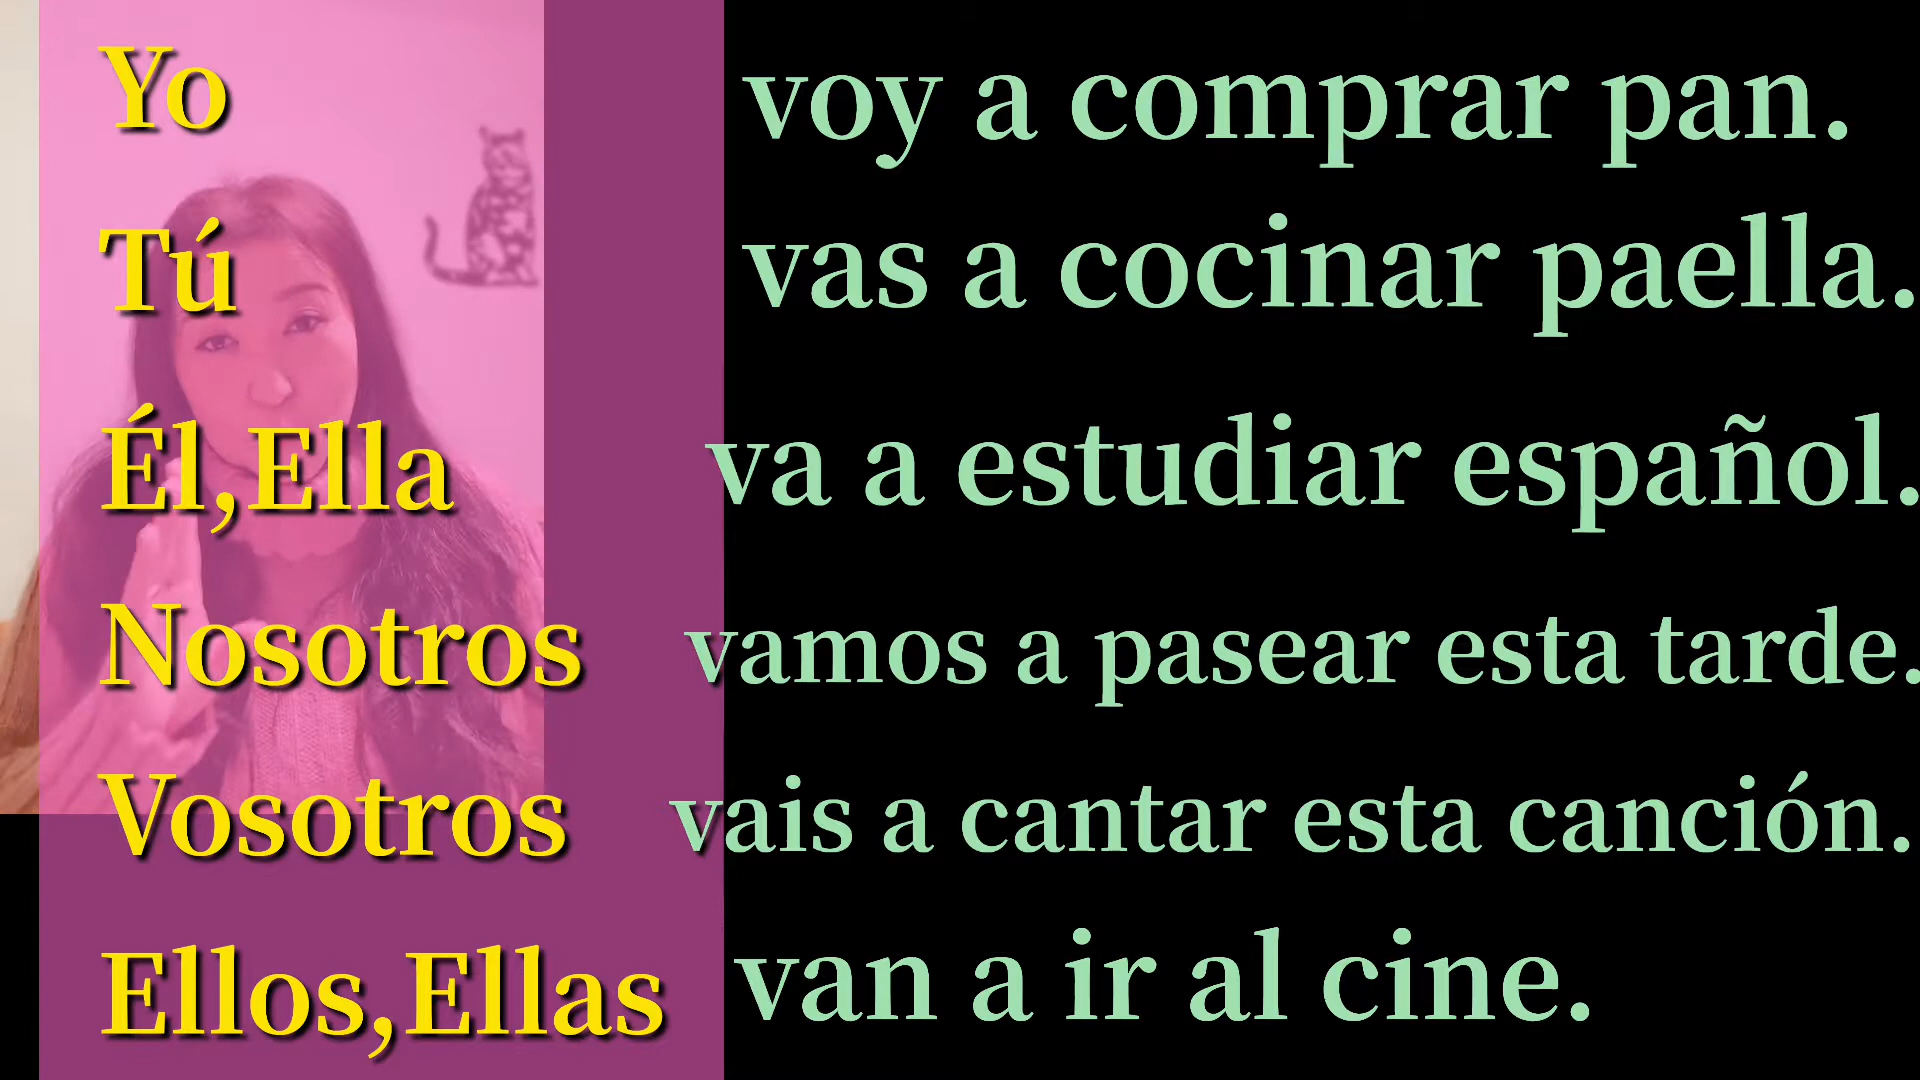 Yo voy a comprar pan.
Tú vas a cocinar paella.
Él,Ella va a estudiar español.
Nosotros vamos a pasear esta tarde.
Vosotros vais a cantar esta canción.
Ellos,Ellas van a ir al cine.